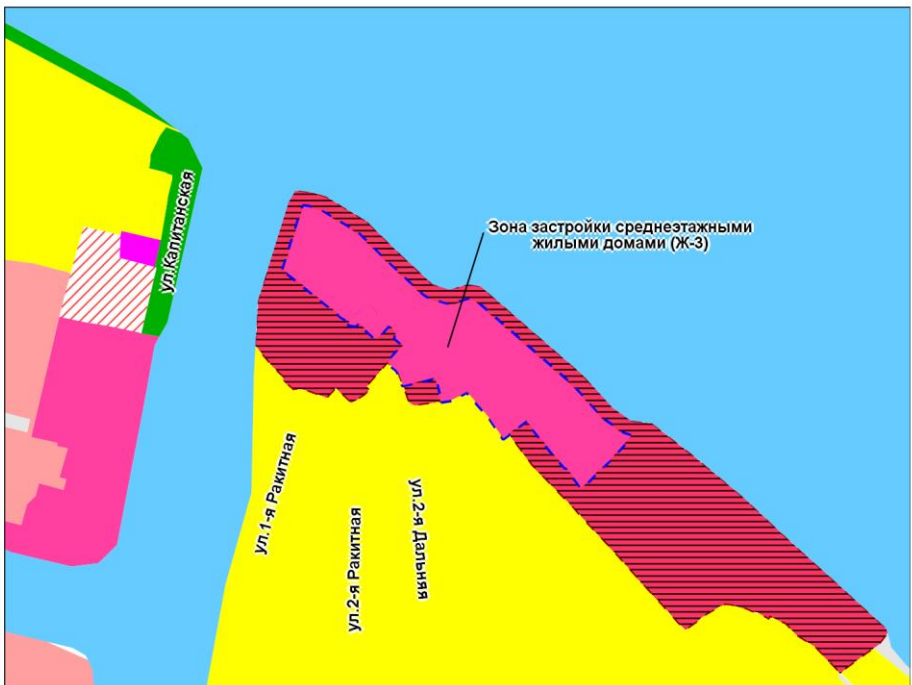 ул.Капитанская
Зона застройки среднеэтажными
жилыми домами (Ж-3)
ул.1-я Ракитная
ул.2-я Ракитная
ул.2-я Дальняя